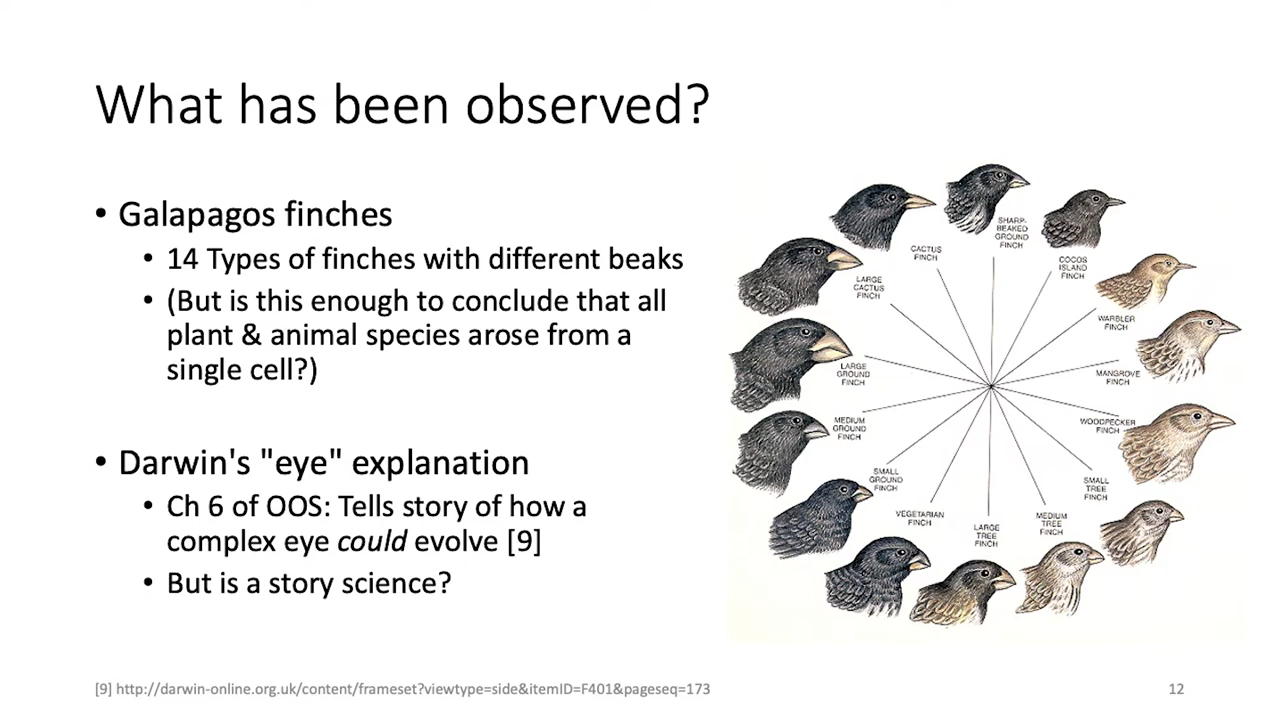 What has been observed?
• Galapagos finches
• 14 Types of finches with different beaks
• (But is this enough to conclude that all
plant & animal species arose from a
single cell?)
• Darwin's "eye" explanation
• Ch 6 of OOS: Tells story of how a
complex eye could evolve [9]
• But is a story science?
SHARP-
BEAKED
GROUND
FINCH
CACTUS
FINCH
COCOS
ISLAND
FINCH
LARGE
CACTUS
FINCH
WARBLER
FINCH
LARGE
GROUND
FINCH
MANGROVE
FINCH
MEDIUM
GROUND
FINCH
WOODPECKER
FINCH
SMALL
GROUND
FINCH
SMALL
TREE
FINCH
VEGETARIAN
FINCH
LARGE
TREE
FINCH
MEDIUM
TREE
FINCH
[9] http://darwin-online.org.uk/content/frameset?viewtype=side&itemID=F401&pageseq=173
12